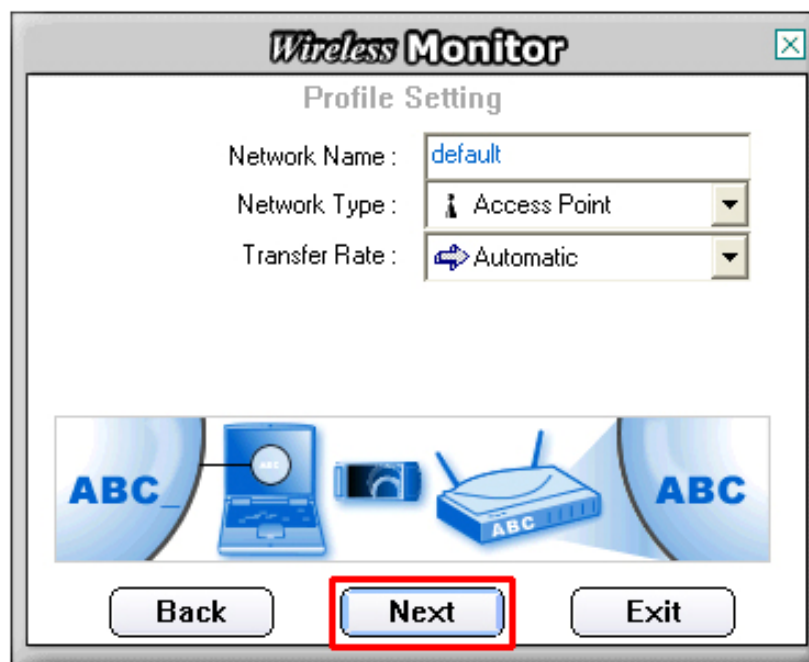 Wireless Monitor
Profile Setting
Network Name : default
Network Type : Access Point
Transfer Rate : Automatic
ABC_ ABC ABC ABC
Back Next Exit